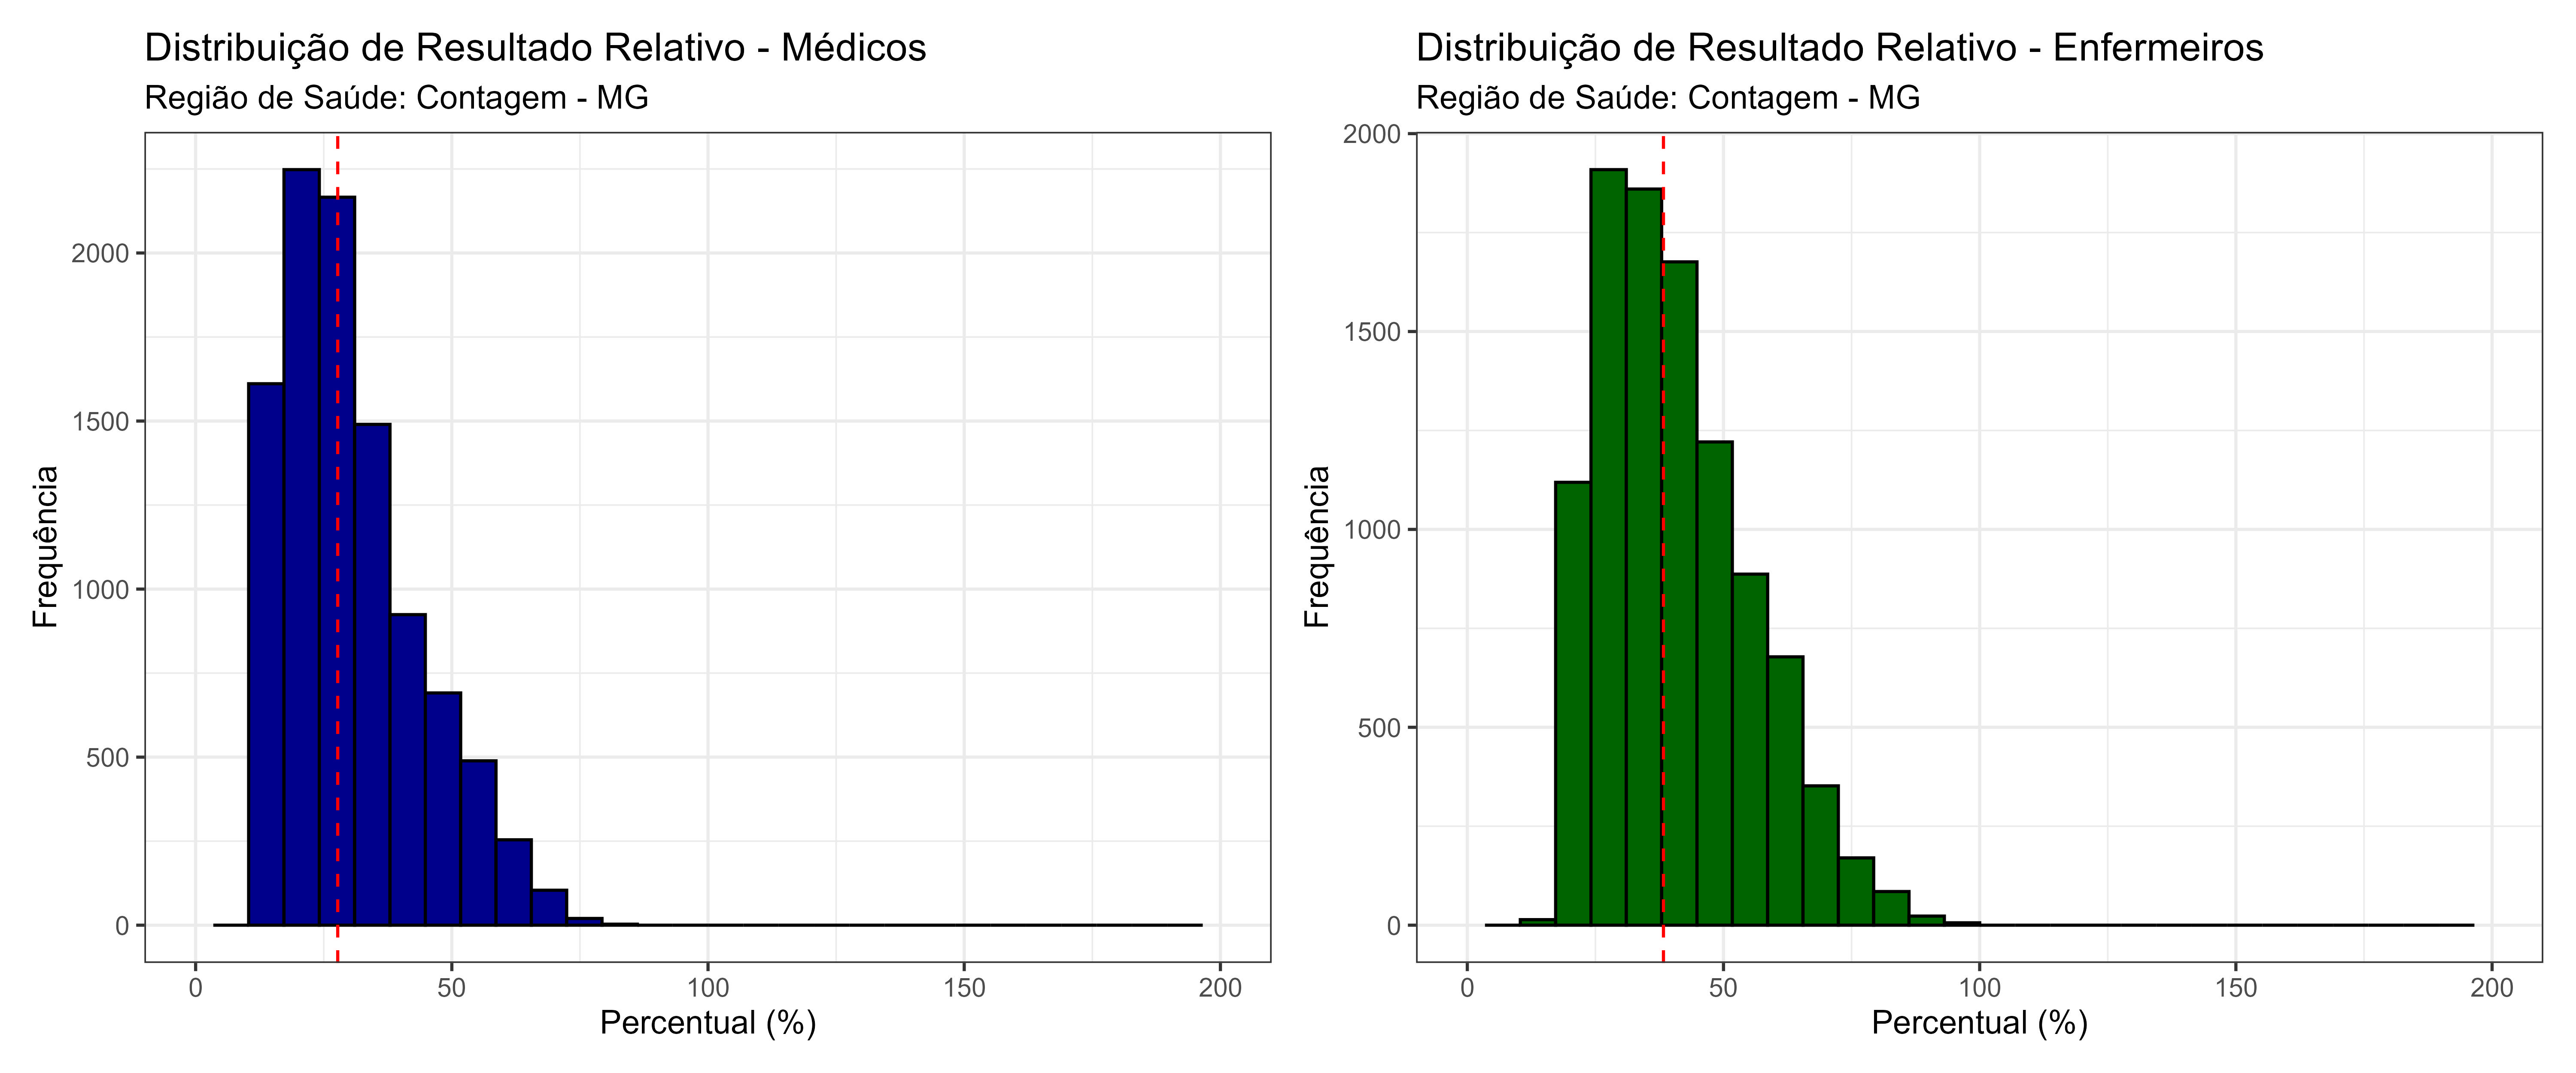 Distribuição de Resultado Relativo - Médicos
Região de Saúde: Contagem - MG
Frequência
2000
1500
1000
500
0
0 50 100 150 200
Percentual (%)
Distribuição de Resultado Relativo - Enfermeiros
Região de Saúde: Contagem - MG
Frequência
2000
1500
1000
500
0
0 50 100 150 200
Percentual (%)